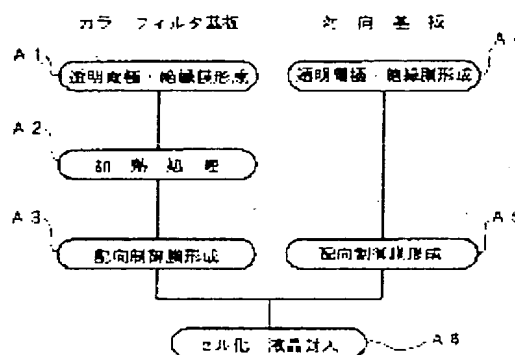 カラーフィルタ基板
対向基板
A1
透明電極・絶縁膜形成
透明電極・絶縁膜形成
A2
加熱処理
A3
配向制御膜形成
配向制御膜形成
A5
セル化 液晶封入
A6